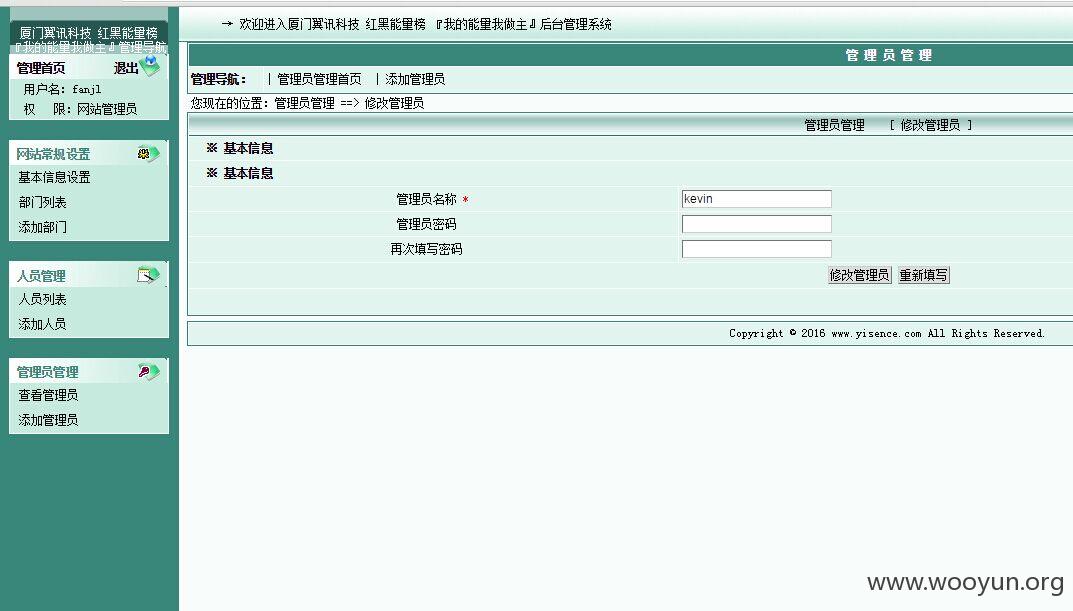 厦门翼讯科技 红黑能量榜
『我的能量我做主』管理导航
管理首页 退出
用户名：fanjl
权 限：网站管理员
网站常规设置
基本信息设置
部门列表
添加部门
人员管理
人员列表
添加人员
管理员管理
查看管理员
添加管理员
→ 欢迎进入厦门翼讯科技 红黑能量榜 『我的能量我做主』后台管理系统
管理员管理
管理导航： | 管理员管理首页 | 添加管理员
您现在的位置：管理员管理 ==> 修改管理员
管理员管理 [ 修改管理员 ]
※ 基本信息
※ 基本信息
管理员名称 * kevin
管理员密码
再次填写密码
修改管理员 重新填写
Copyright © 2016 www.yisence.com All Rights Reserved.
www.wooyun.org